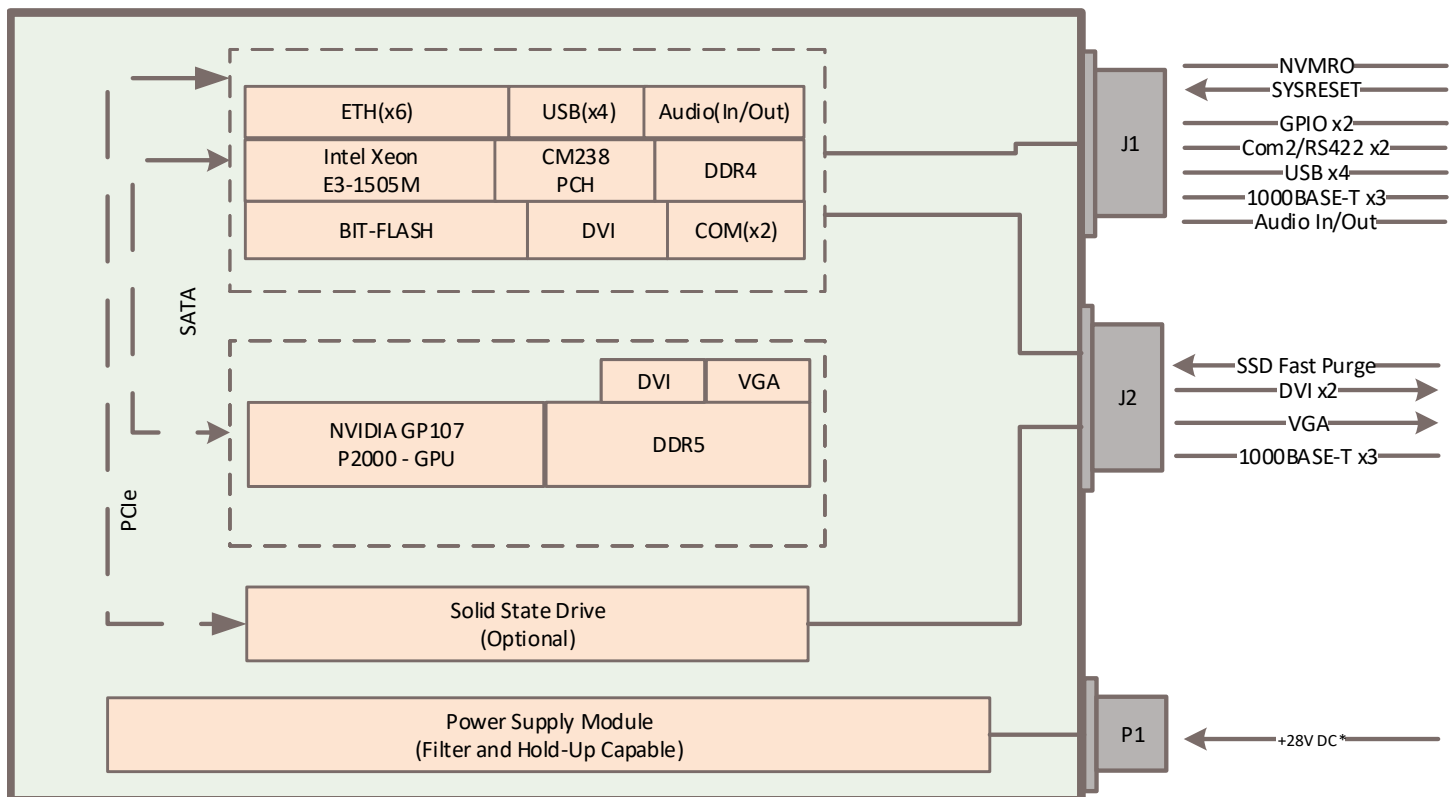 ETH(x6)
USB(x4)
Audio(In/Out)
Intel Xeon
E3-1505M
CM238
PCH
DDR4
BIT-FLASH
DVI
COM(x2)
SATA
PCIe
DVI
VGA
NVIDIA GP107
P2000 - GPU
DDR5
Solid State Drive
(Optional)
Power Supply Module
(Filter and Hold-Up Capable)
J1
NVMRO
SYSRESET
GPIO x2
Com2/RS422 x2
USB x4
1000BASE-T x3
Audio In/Out
J2
SSD Fast Purge
DVI x2
VGA
1000BASE-T x3
P1
+28V DC*